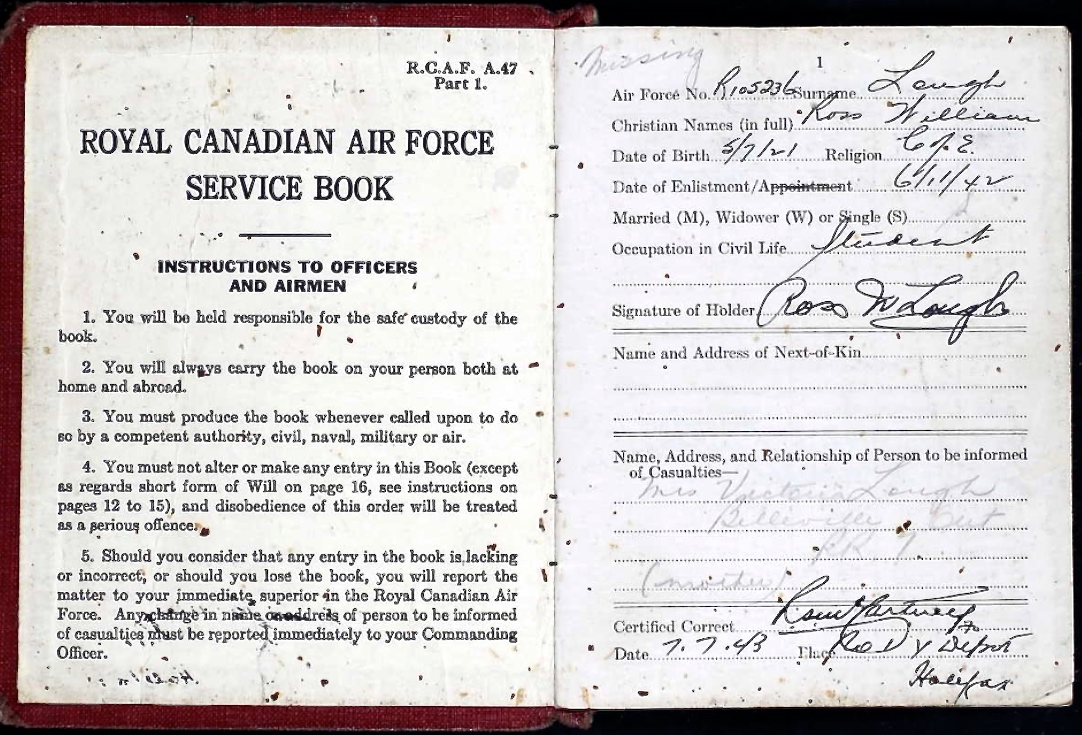 R.C.A.F. A.47
Part 1.
ROYAL CANADIAN AIR FORCE
SERVICE BOOK
INSTRUCTIONS TO OFFICERS
AND AIRMEN
1. You will be held responsible for the safe custody of the
book.
2. You will always carry the book on your person both at
home and abroad.
3. You must produce the book whenever called upon to do
so by a competent authority, civil, naval, military or air.
4. You must not alter or make any entry in this Book (except
as regards short form of Will on page 16, see instructions on
pages 12 to 15), and disobedience of this order will be treated
as a serious offence.
5. Should you consider that any entry in the book is lacking
or incorrect, or should you lose the book, you will report the
matter to your immediate superior in the Royal Canadian Air
Force. Any change in name or address of person to be informed
of casualties must be reported immediately to your Commanding
Officer.
Missing
1
Air Force No. R105236 Surname Lough
Christian Names (in full) Ross William
Date of Birth 5/7/21 Religion C of E.
Date of Enlistment/Appointment 6/11/42
Married (M), Widower (W) or Single (S) S
Occupation in Civil Life Student
Signature of Holder Ross W Lough
Name and Address of Next-of-Kin
Name, Address, and Relationship of Person to be informed
of Casualties—
Mrs Victoria Lough
Belleville Ont
RR 7
(mother)
Certified Correct
Date 7.7.43 Place No 1 Y Depot
Halifax